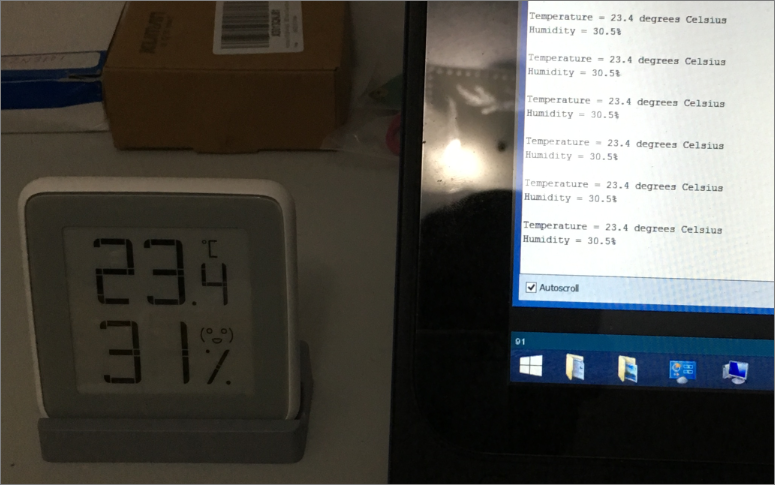 23.4
°C
31%
Temperature = 23.4 degrees Celsius
Humidity = 30.5%
Temperature = 23.4 degrees Celsius
Humidity = 30.5%
Temperature = 23.4 degrees Celsius
Humidity = 30.5%
Temperature = 23.4 degrees Celsius
Humidity = 30.5%
Temperature = 23.4 degrees Celsius
Humidity = 30.5%
Temperature = 23.4 degrees Celsius
Humidity = 30.5%
Autoscroll
91